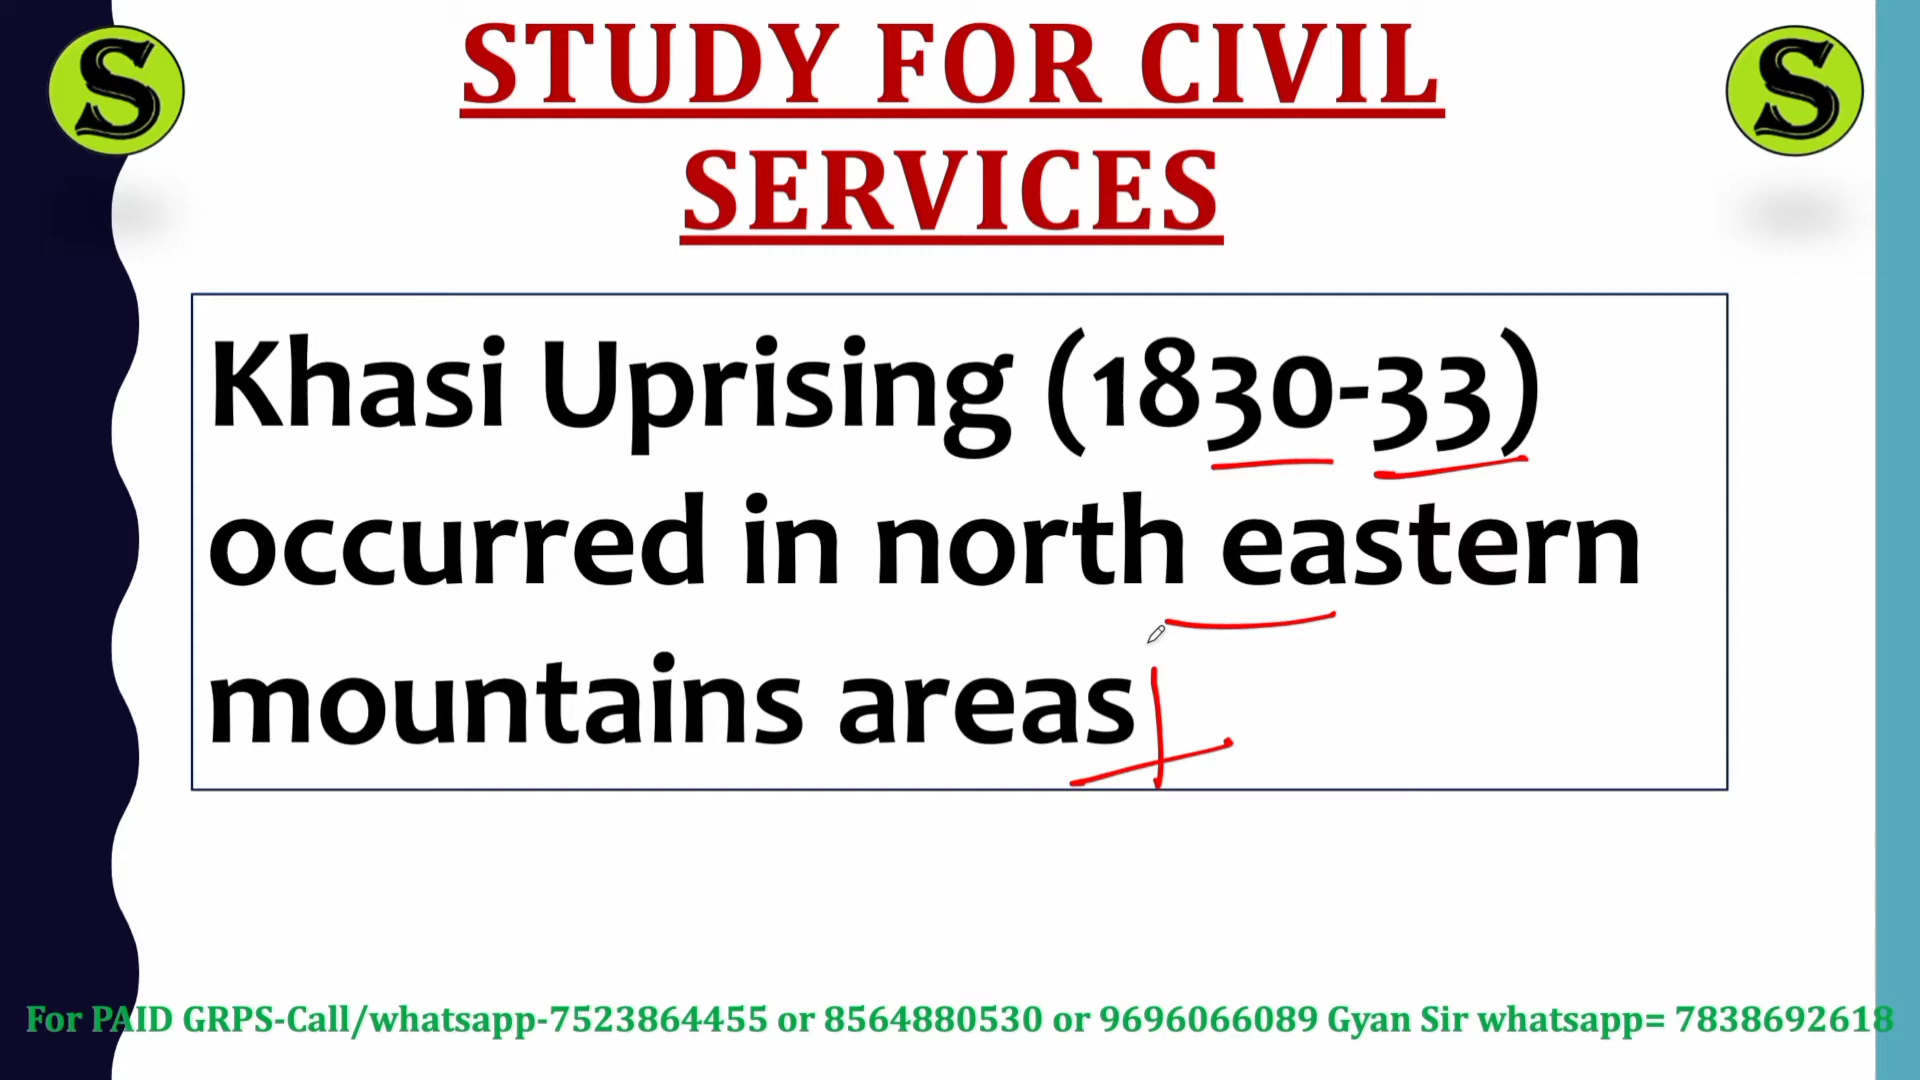 S
S
STUDY FOR CIVIL
SERVICES
Khasi Uprising (1830-33)
occurred in north eastern
mountains areas
For PAID GRPS-Call/whatsapp-7523864455 or 8564880530 or 9696066089 Gyan Sir whatsapp= 7838692618